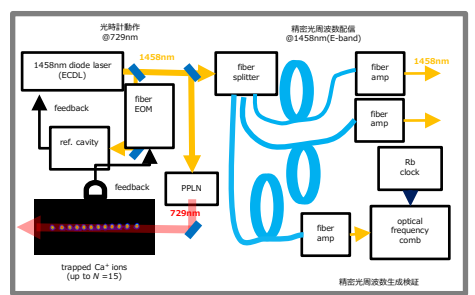 光時計動作
@729nm
精密光周波数配信
@1458nm(E-band)
1458nm diode laser
(ECDL)
1458nm
fiber
splitter
fiber
amp
1458nm
feedback
fiber
EOM
fiber
amp
ref. cavity
Rb
clock
feedback
PPLN
729nm
fiber
amp
optical
frequency
comb
trapped Ca⁺ ions
(up to N =15)
精密光周波数生成検証